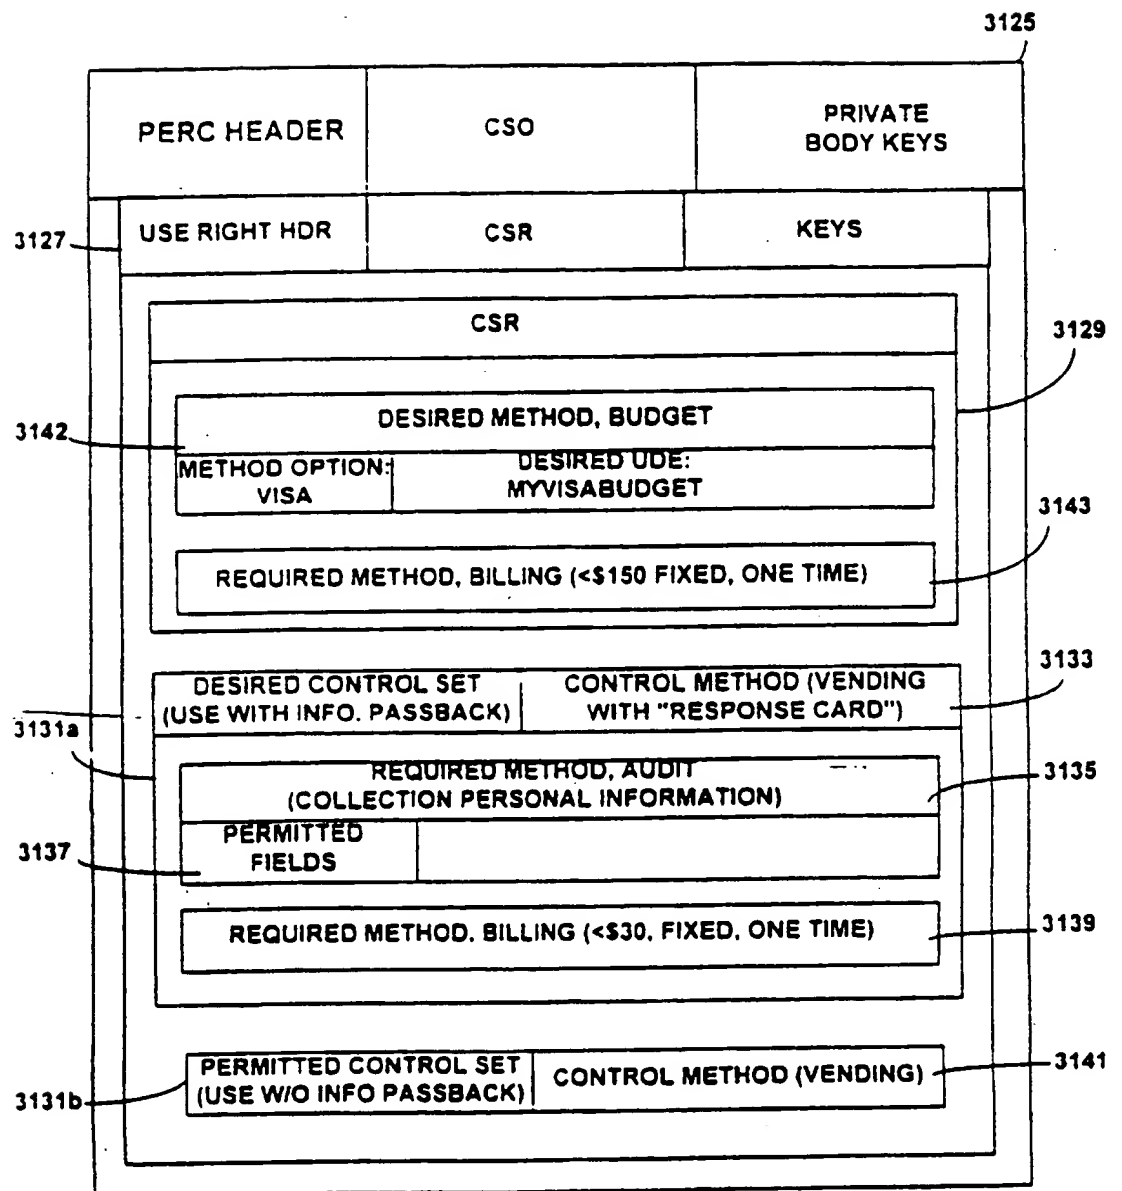 3125
PERC HEADER
CSO
PRIVATE
BODY KEYS
3127
USE RIGHT HDR
CSR
KEYS
CSR
3129
DESIRED METHOD, BUDGET
3142
METHOD OPTION:
VISA
DESIRED UDE:
MYVISABUDGET
3143
REQUIRED METHOD, BILLING (<$150 FIXED, ONE TIME)
3133
DESIRED CONTROL SET
(USE WITH INFO. PASSBACK)
CONTROL METHOD (VENDING
WITH "RESPONSE CARD")
3131a
REQUIRED METHOD, AUDIT
(COLLECTION PERSONAL INFORMATION)
3135
3137
PERMITTED
FIELDS
REQUIRED METHOD. BILLING (<$30, FIXED, ONE TIME)
3139
PERMITTED CONTROL SET
(USE W/O INFO PASSBACK)
CONTROL METHOD (VENDING)
3141
3131b